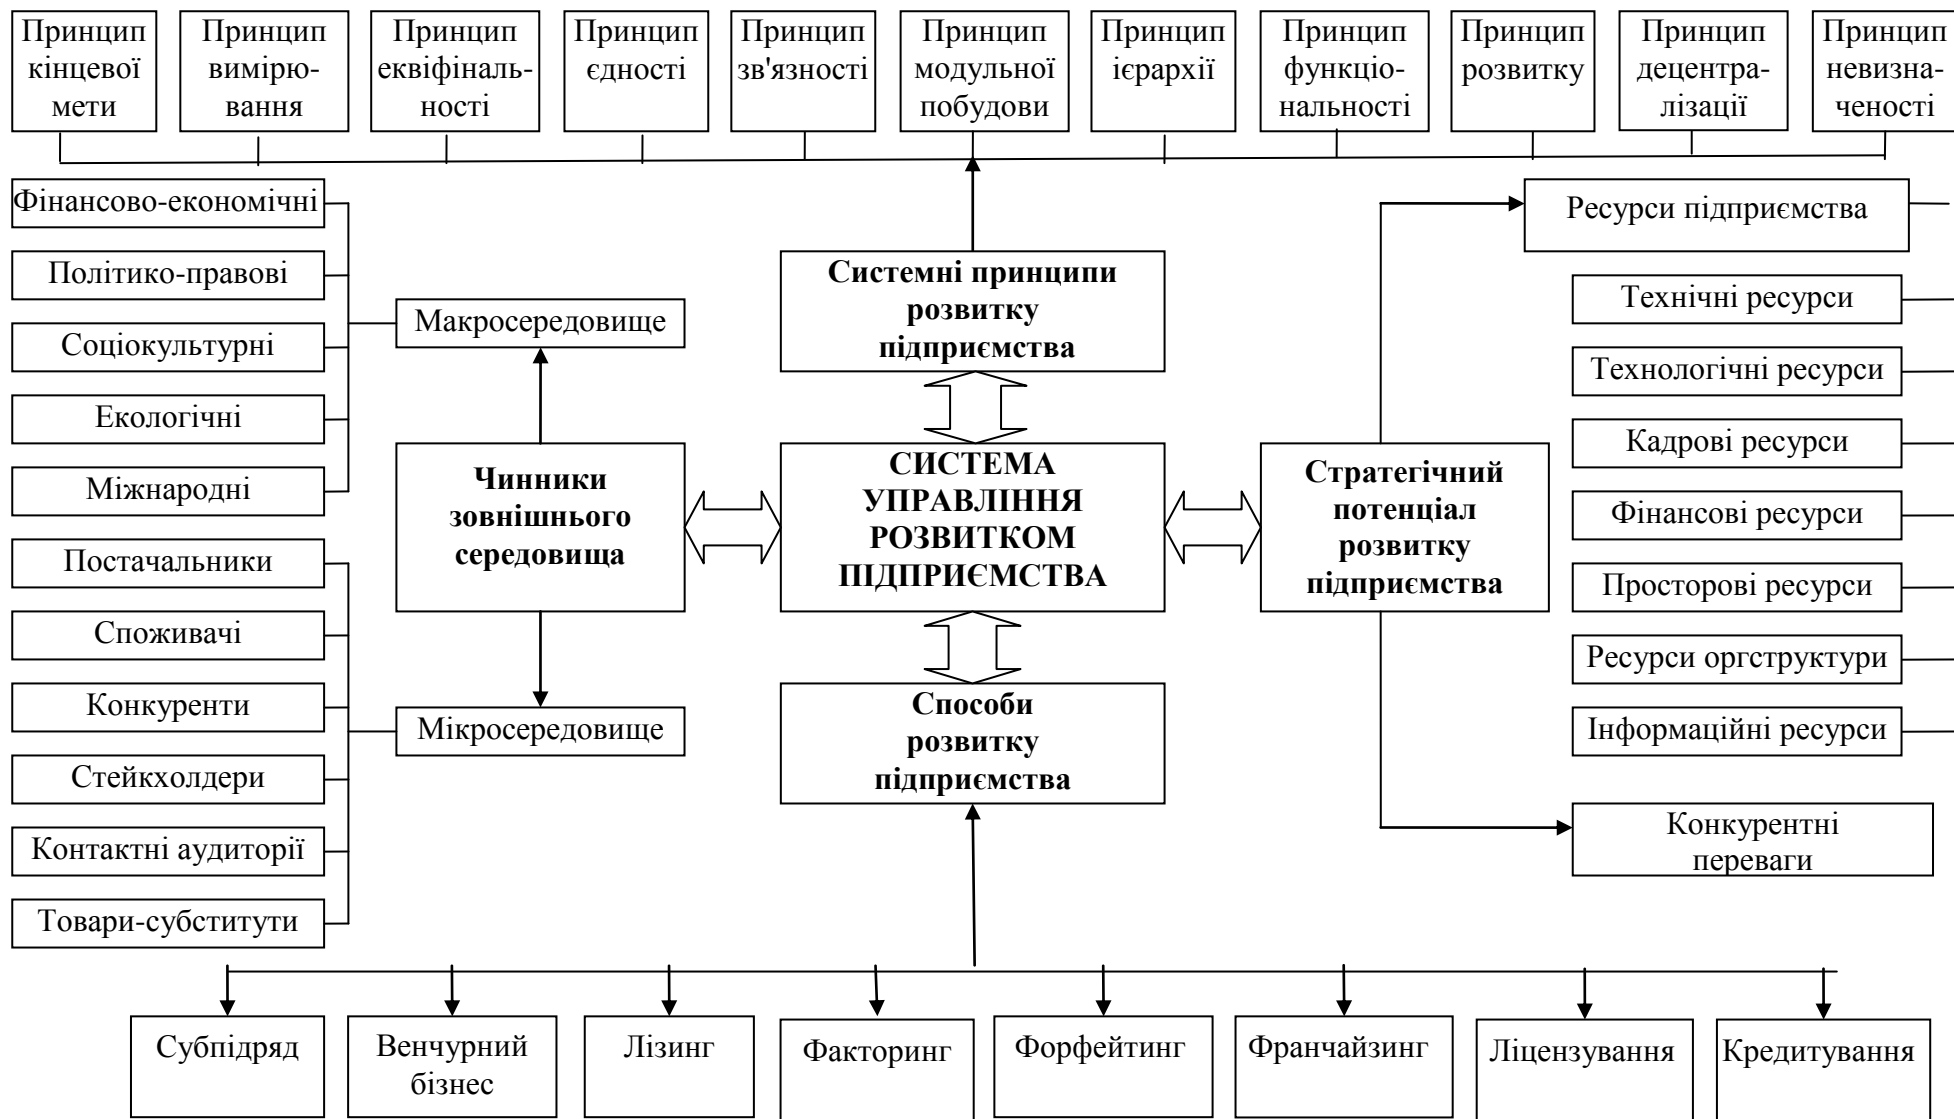 Принцип
кінцевої
мети
Принцип
вимірю-
вання
Принцип
еквіфіналь-
ності
Принцип
єдності
Принцип
зв'язності
Принцип
модульної
побудови
Принцип
ієрархії
Принцип
функціо-
нальності
Принцип
розвитку
Принцип
децентра-
лізації
Принцип
невизна-
ченості
Фінансово-економічні
Політико-правові
Соціокультурні
Екологічні
Міжнародні
Постачальники
Споживачі
Конкуренти
Стейкхолдери
Контактні аудиторії
Товари-субститути
Макросередовище
Чинники
зовнішнього
середовища
Мікросередовище
Системні принципи
розвитку
підприємства
СИСТЕМА
УПРАВЛІННЯ
РОЗВИТКОМ
ПІДПРИЄМСТВА
Способи
розвитку
підприємства
Стратегічний
потенціал
розвитку
підприємства
Ресурси підприємства
Технічні ресурси
Технологічні ресурси
Кадрові ресурси
Фінансові ресурси
Просторові ресурси
Ресурси оргструктури
Інформаційні ресурси
Конкурентні
переваги
Субпідряд
Венчурний
бізнес
Лізинг
Факторинг
Форфейтинг
Франчайзинг
Ліцензування
Кредитування